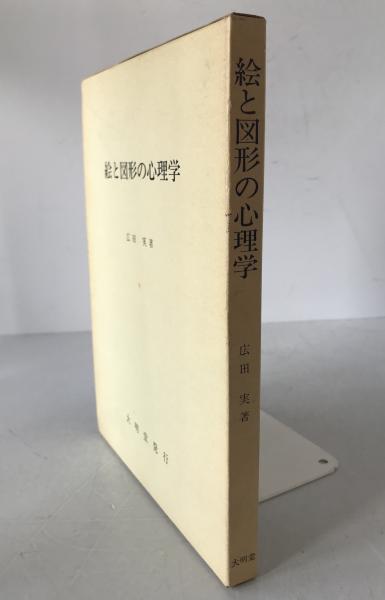 絵と図形の心理学
広田 実 著
大明堂発行
絵と図形の心理学
広田 実 著
大明堂